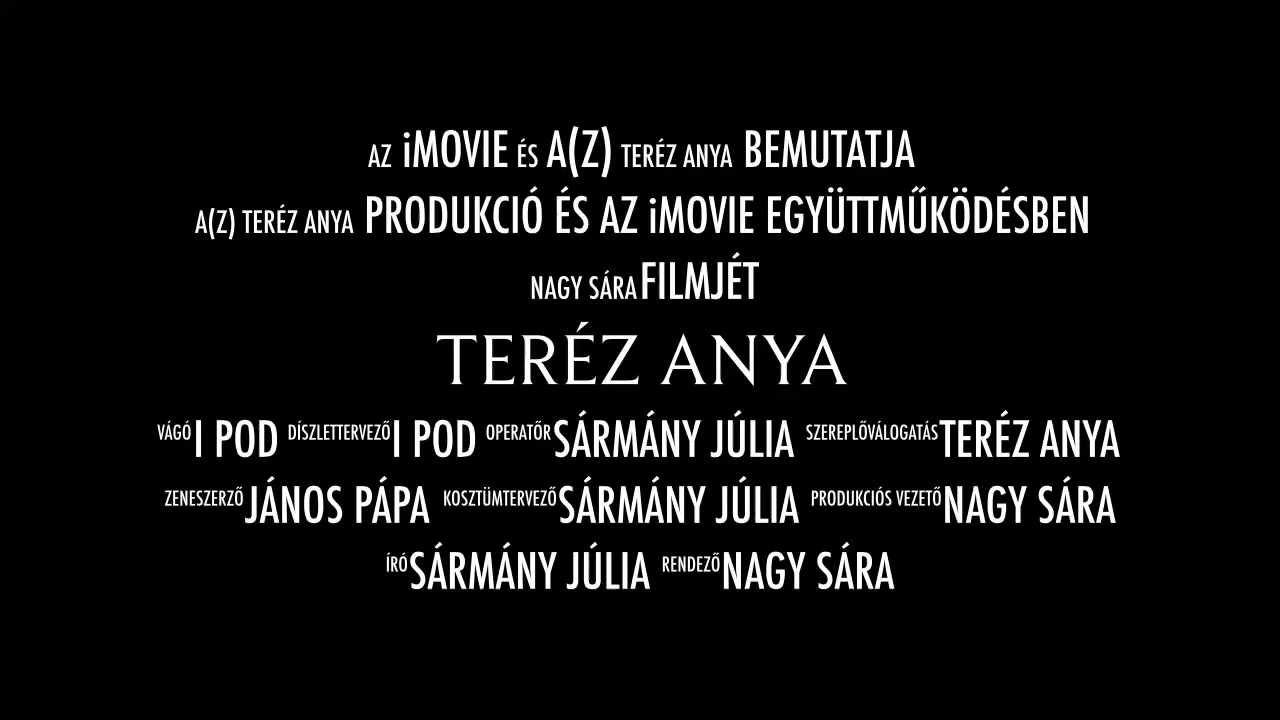 AZ iMOVIE ÉS A(Z) TERÉZ ANYA BEMUTATJA
A(Z) TERÉZ ANYA PRODUKCIÓ ÉS AZ iMOVIE EGYÜTTMŰKÖDÉSBEN
NAGY SÁRA FILMJÉT
TERÉZ ANYA
VÁGÓ I POD DÍSZLETTERVEZŐ I POD OPERATŐR SÁRMÁNY JÚLIA SZEREPLŐVÁLOGATÁS TERÉZ ANYA
ZENESZERZŐ JÁNOS PÁPA KOSZTÜMTERVEZŐ SÁRMÁNY JÚLIA PRODUKCIÓS VEZETŐ NAGY SÁRA
ÍRÓ SÁRMÁNY JÚLIA RENDEZŐ NAGY SÁRA